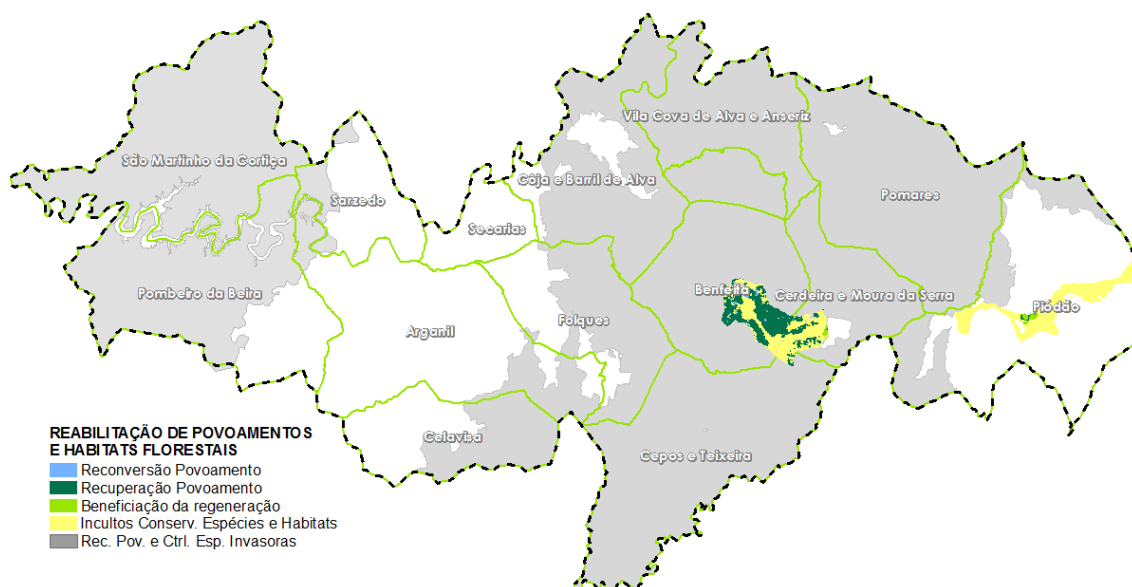 Vila Cova de Alva e Anseriz
São Martinho da Cortiça
Côja e Barril de Alva
Pomares
Sarzedo
Secarias
Benfeita
Cerdeira e Moura da Serra
Pombeiro da Beira
Piódão
Arganil
Folques
Celavisa
Cepos e Teixeira
REABILITAÇÃO DE POVOAMENTOS
E HABITATS FLORESTAIS
Reconversão Povoamento
Recuperação Povoamento
Beneficiação da regeneração
Incultos Conserv. Espécies e Habitats
Rec. Pov. e Ctrl. Esp. Invasoras